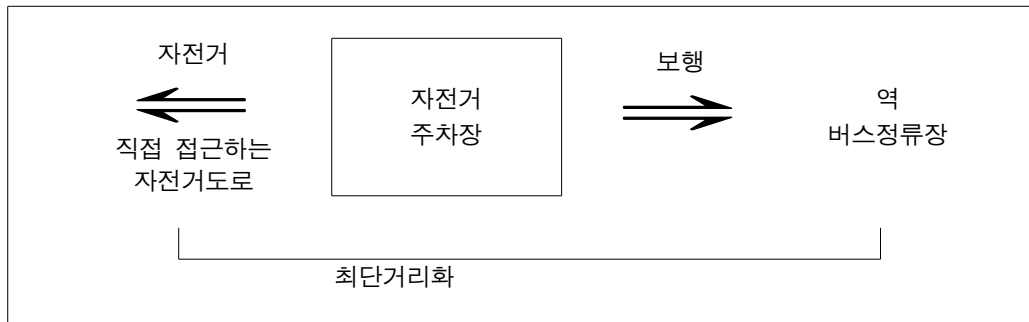 자전거
직접 접근하는
자전거도로
자전거
주차장
보행
역
버스정류장
최단거리화